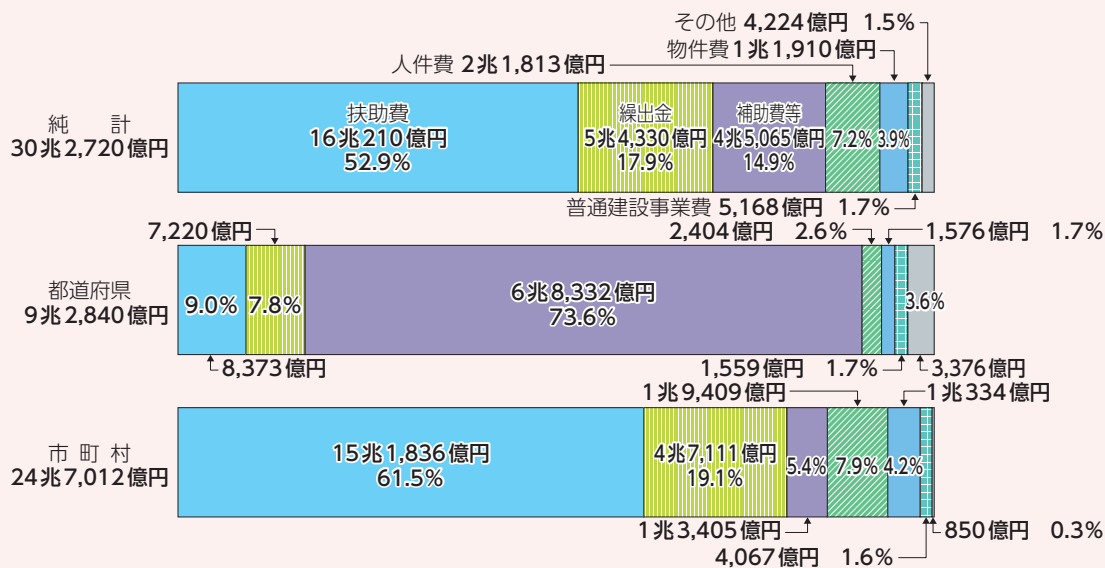 その他 4,224億円 1.5%
物件費 1兆1,910億円
人件費 2兆1,813億円
純計
30兆2,720億円
扶助費
16兆210億円
52.9%
繰出金
5兆4,330億円
17.9%
補助費等
4兆5,065億円
14.9%
7.2%
3.9%
普通建設事業費 5,168億円 1.7%
7,220億円
2,404億円 2.6%
1,576億円 1.7%
都道府県
9兆2,840億円
9.0%
7.8%
6兆8,332億円
73.6%
3.6%
8,373億円
1,559億円 1.7%
3,376億円
1兆9,409億円
1兆334億円
市町村
24兆7,012億円
15兆1,836億円
61.5%
4兆7,111億円
19.1%
5.4%
7.9%
4.2%
1兆3,405億円
850億円 0.3%
4,067億円 1.6%